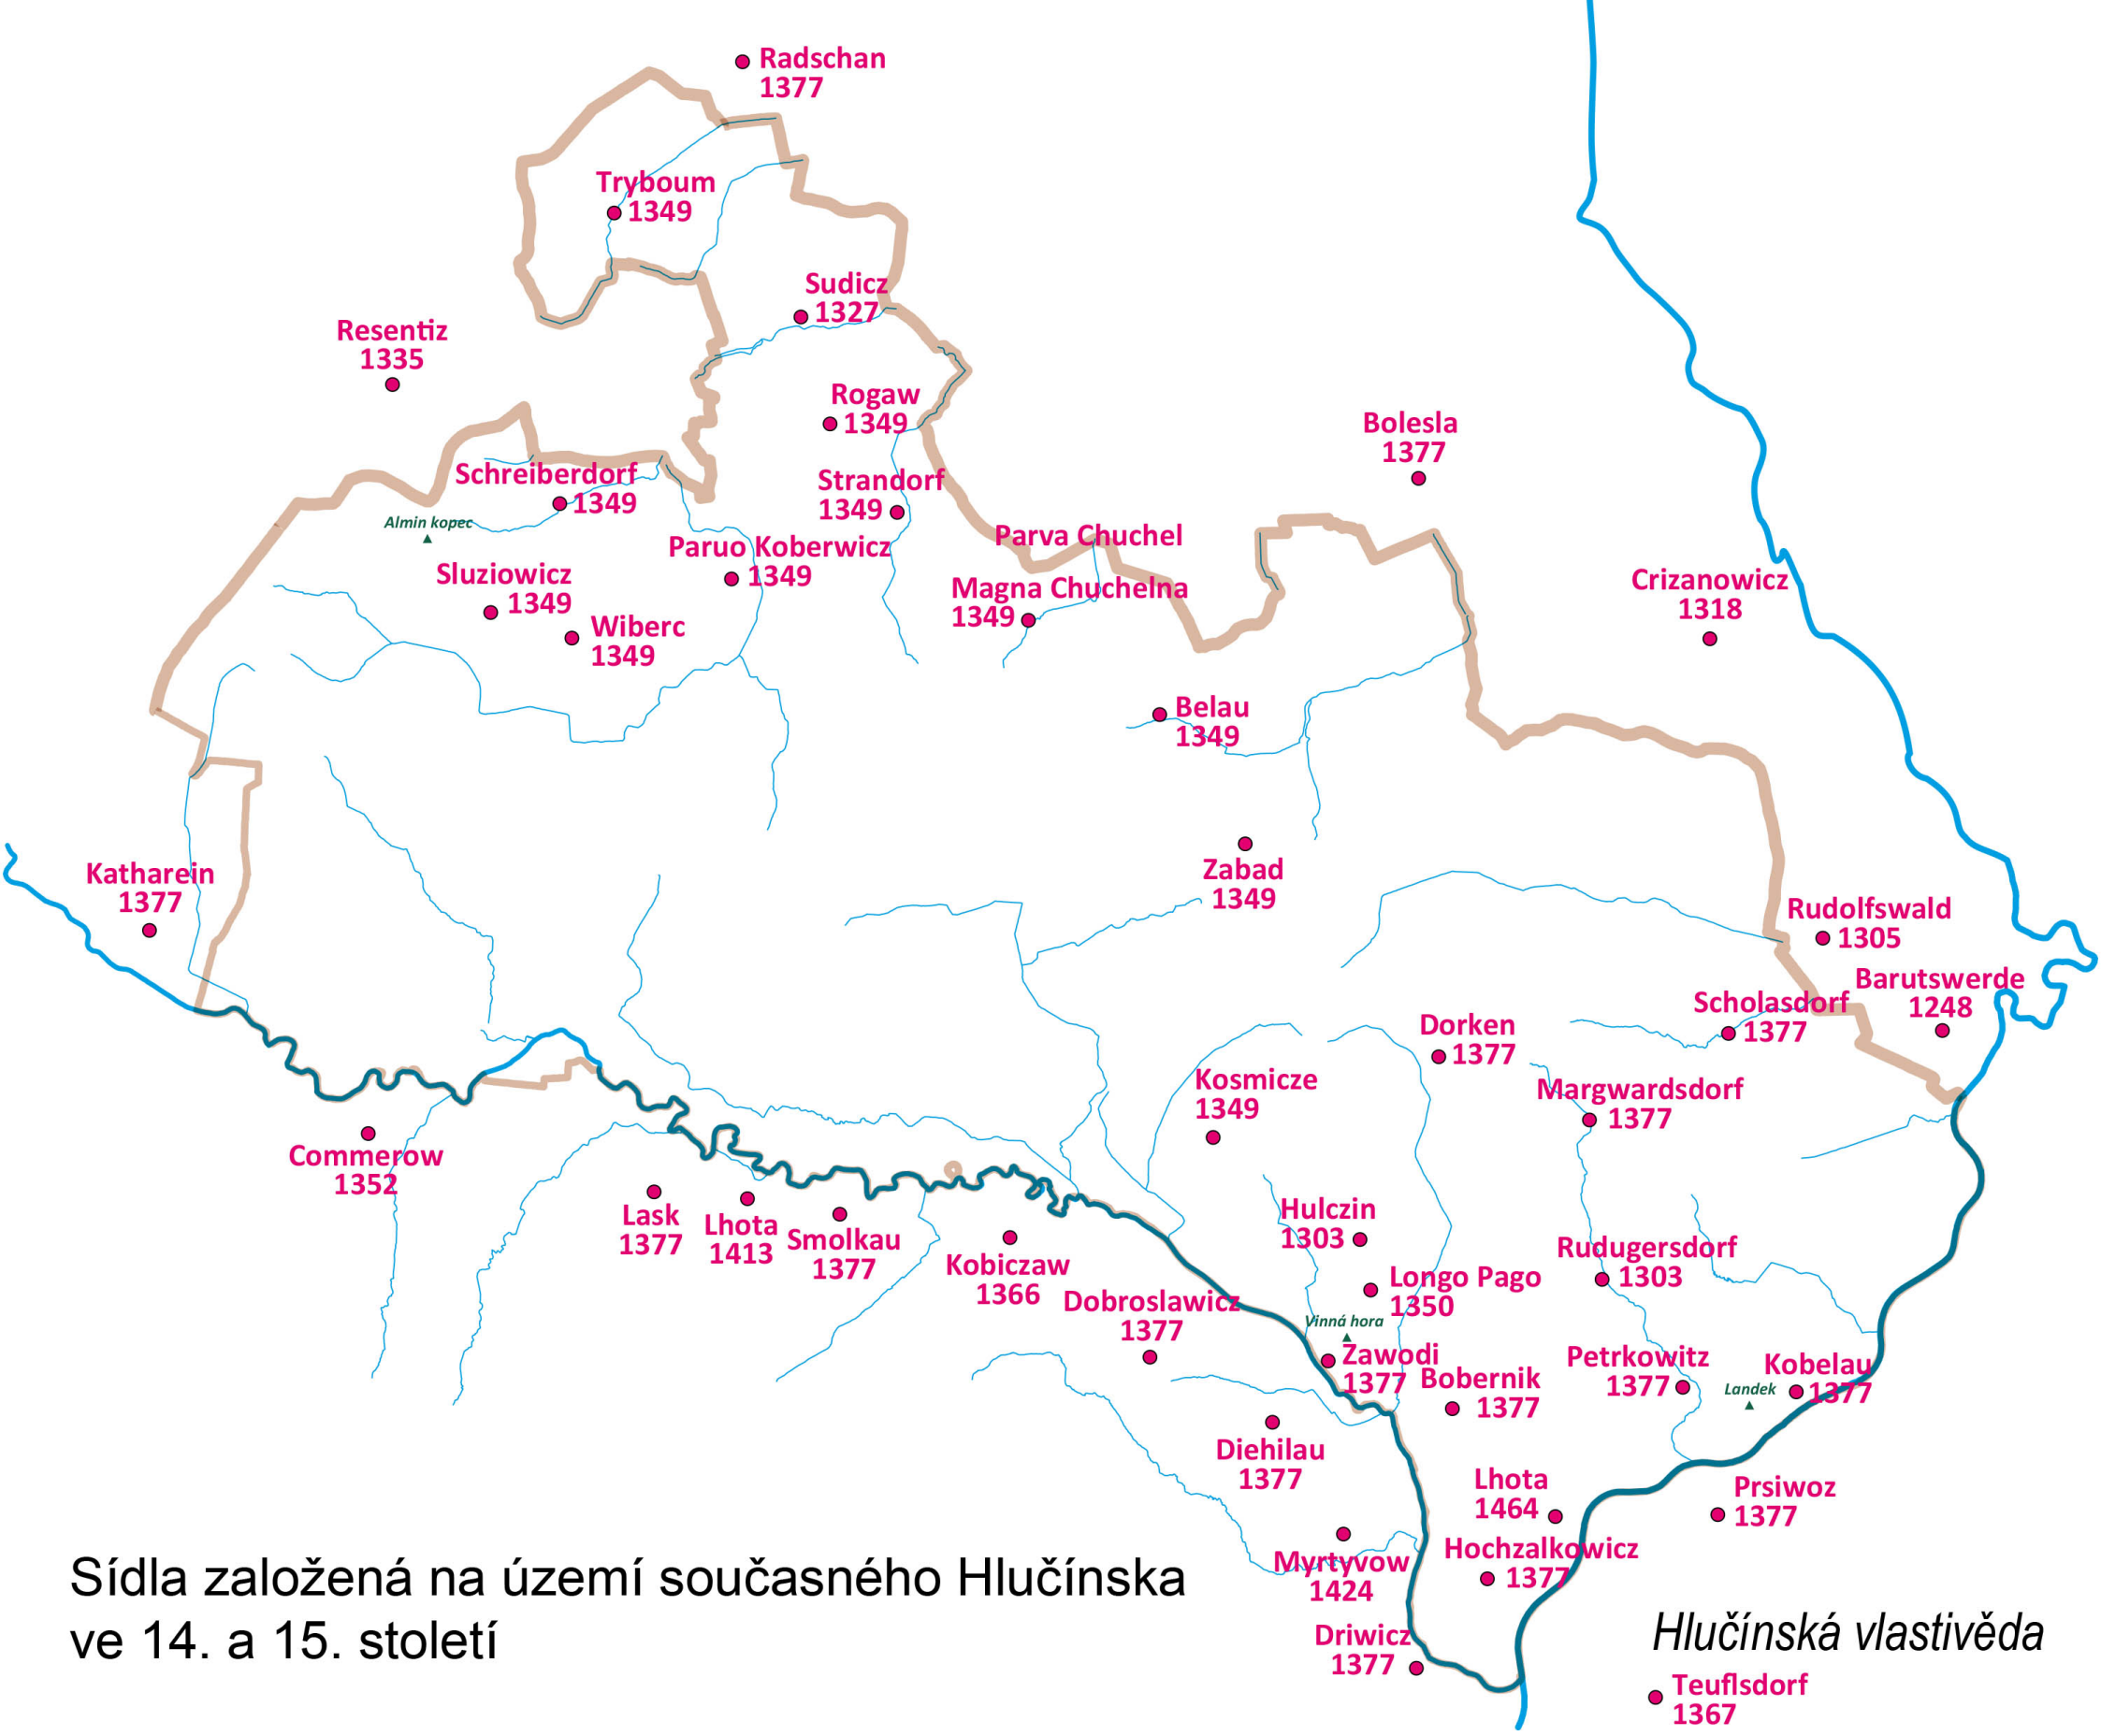 Radschan
1377
Tryboum
1349
Sudicz
1327
Resentiz
1335
Rogaw
1349
Bolesla
1377
Schreiberdorf
1349
Strandorf
1349
Almin kopec
Parva Chuchel
Paruo Koberwicz
1349
Sluziowicz
1349
Magna Chuchelna
1349
Crizanowicz
1318
Wiberc
1349
Belau
1349
Zabad
1349
Katharein
1377
Rudolfswald
1305
Barutswerde
1248
Scholasdorf
1377
Dorken
1377
Kosmicze
1349
Margwardsdorf
1377
Commerow
1352
Lask
1377
Lhota
1413
Smolkau
1377
Hulczin
1303
Kobiczaw
1366
Rudugersdorf
1303
Longo Pago
1350
Dobroslawicz
1377
Vinná hora
Zawodi
1377
Bobernik
1377
Petrkowitz
1377
Kobelau
1377
Landek
Diehilau
1377
Lhota
1464
Prsiwoz
1377
Myrtyvow
1424
Hochzalkowicz
1377
Driwicz
1377
Sídla založená na území současného Hlučínska
ve 14. a 15. století
Hlučínská vlastivěda
Teuflsdorf
1367